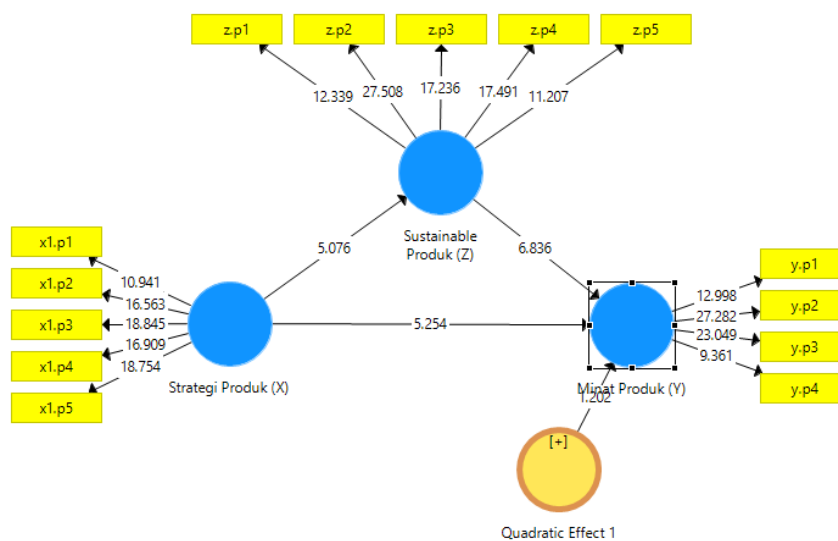 z.p1
z.p2
z.p3
z.p4
z.p5
12.339
27.508
17.236
17.491
11.207
Sustainable
Produk (Z)
5.076
6.836
x1.p1
x1.p2
x1.p3
x1.p4
x1.p5
10.941
16.563
18.845
16.909
18.754
Strategi Produk (X)
5.254
y.p1
y.p2
y.p3
y.p4
12.998
27.282
23.049
9.361
Minat Produk (Y)
1.202
[+]
Quadratic Effect 1